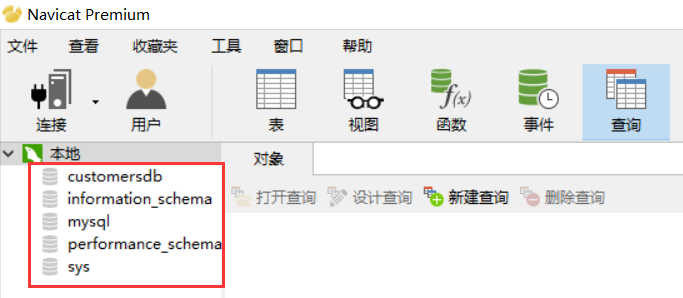 Navicat Premium
文件 查看 收藏夹 工具 窗口 帮助
连接 用户 表 视图 f(x) 函数 事件 查询
本地 对象
customersdb
information_schema 打开查询 设计查询 新建查询 删除查询
mysql
performance_schema
sys